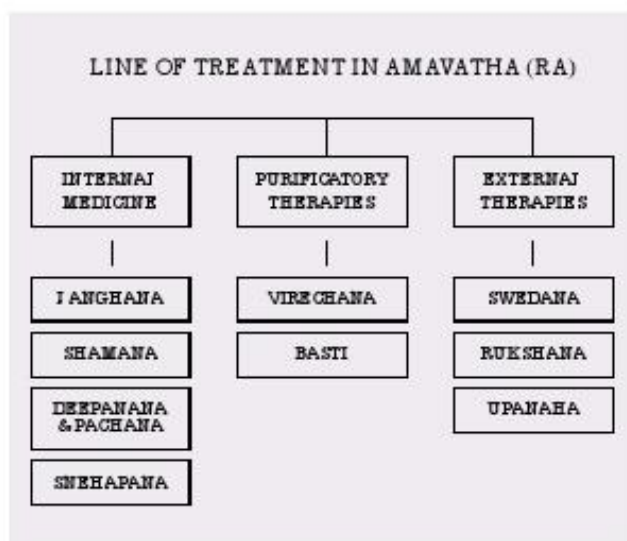 LINE OF TREATMENT IN AMAVATHA (RA)
INTERNAJ
MEDICINE
J ANGHANA
SHAMANA
DEEPANANA
& PACHANA
SNEHAPANA
PURIFICATORY
THERAPIES
VIRECHANA
BASTI
EXTERNAJ
THERAPIES
SWEDANA
RUKSHANA
UPANAHA